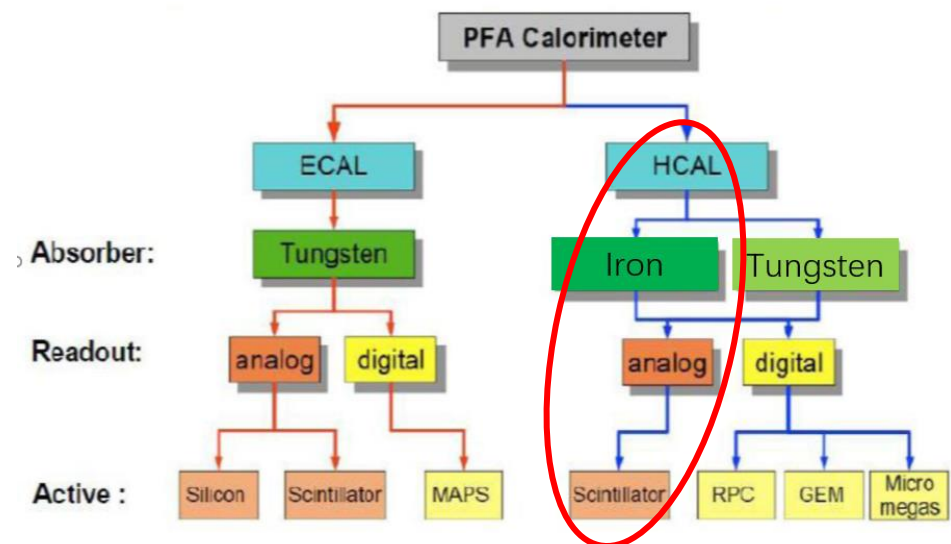 PFA Calorimeter
ECAL
HCAL
Absorber:
Tungsten
Iron
Tungsten
Readout:
analog
digital
analog
digital
Active :
Silicon
Scintillator
MAPS
Scintillator
RPC
GEM
Micro
megas